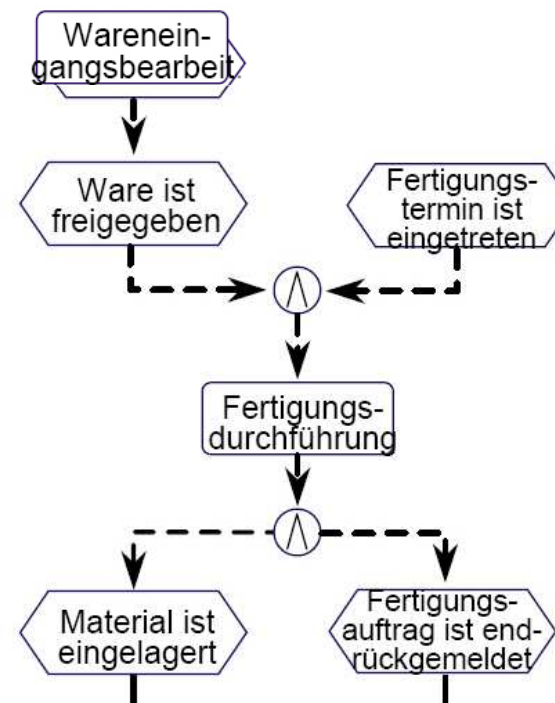 Warenein-
gangsbearbeit.
Ware ist
freigegeben
Fertigungs-
termin ist
eingetreten
Fertigungs-
durchführung
Material ist
eingelagert
Fertigungs-
auftrag ist end-
rückgemeldet